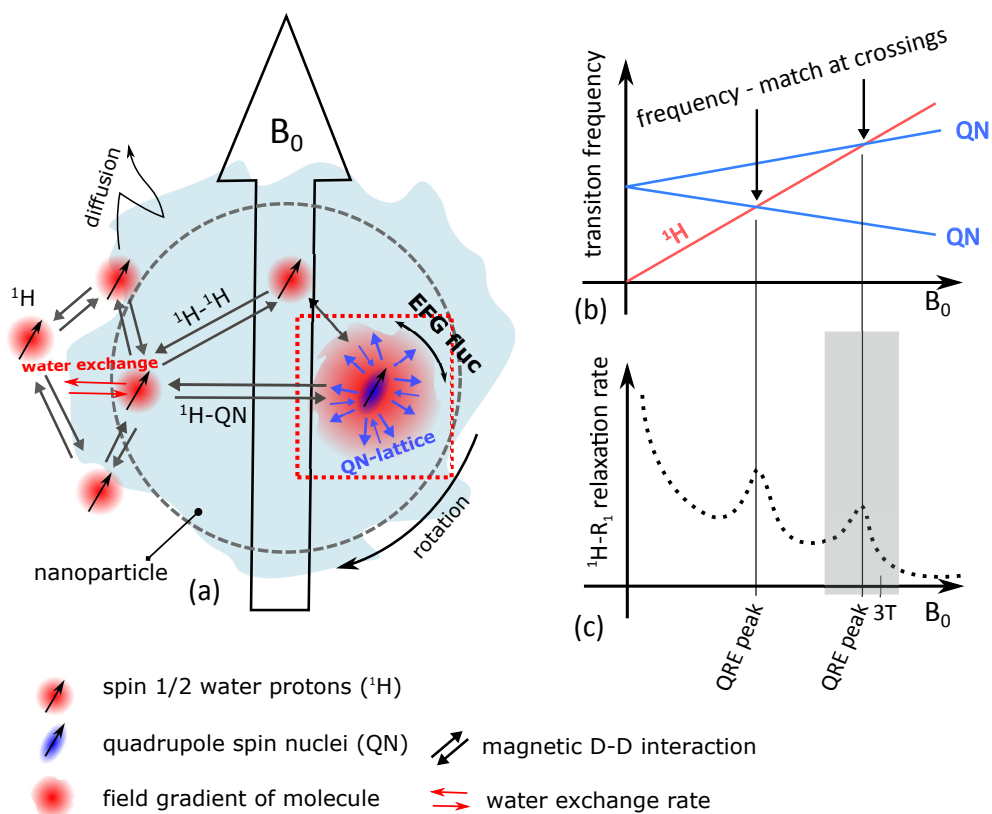 B₀
diffusion
¹H
¹H-¹H
water exchange
EFG fluc
¹H-QN
QN-lattice
rotation
nanoparticle
(a)
frequency - match at crossings
transiton frequency
QN
¹H
QN
(b)
B₀
¹H-R₁ relaxation rate
(c)
3T
B₀
QRE peak
QRE peak
spin 1/2 water protons (¹H)
quadrupole spin nuclei (QN)
magnetic D-D interaction
field gradient of molecule
water exchange rate